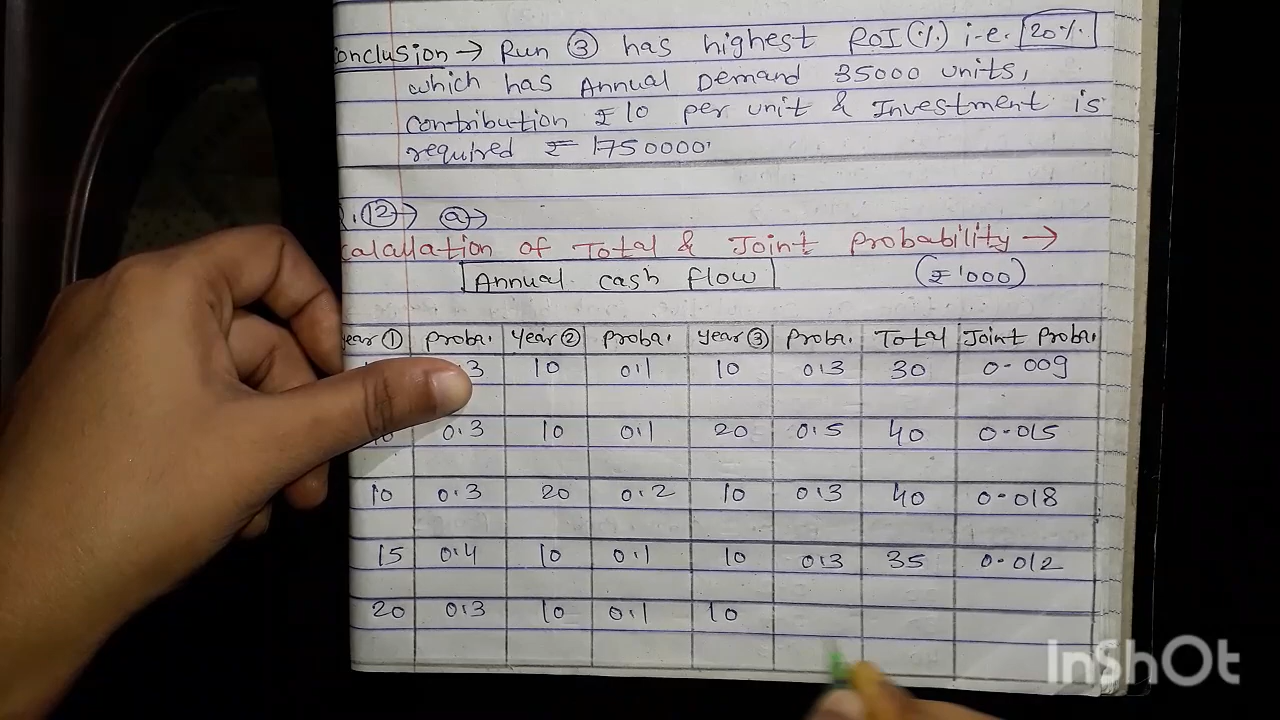 onclusion → Run ③ has highest ROI (%) i.e. 20%
which has Annual Demand 35000 units,
contribution ₹10 per unit & Investment is
required ₹ 1750000.
.12→ a→
calculation of Total & Joint Probability →
Annual cash flow (₹'000)
ear ① Proba. Year ② Proba. Year ③ Proba. Total Joint Proba.
3 10 0.1 10 0.3 30 0.009
10 0.3 10 0.1 20 0.5 40 0.015
10 0.3 20 0.2 10 0.3 40 0.018
15 0.4 10 0.1 10 0.3 35 0.012
20 0.3 10 0.1 10
InShOt